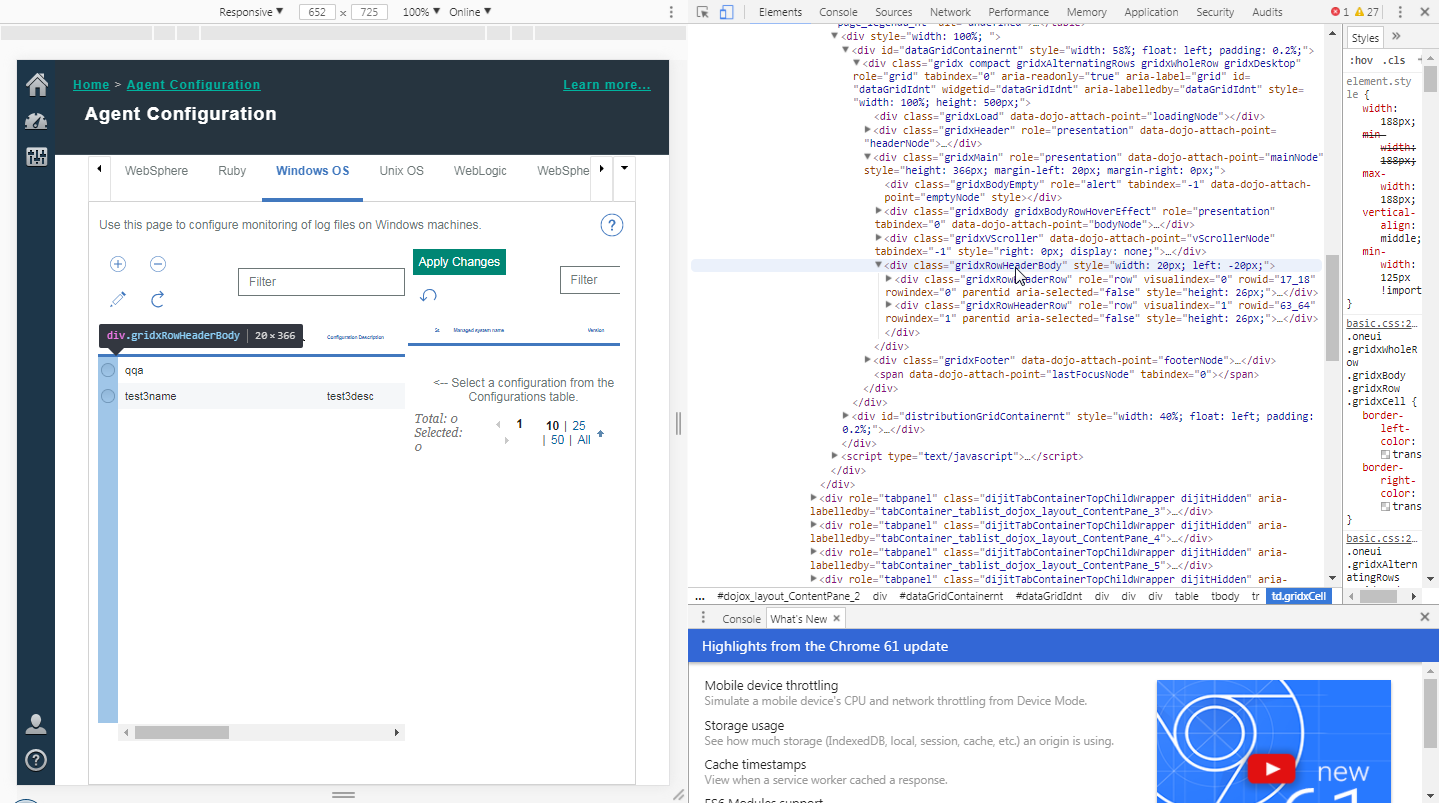 Responsive ▼ 652 × 725 100% ▼ Online ▼
Home > Agent Configuration
Learn more...
Agent Configuration
WebSphere Ruby Windows OS Unix OS WebLogic WebSphe
Use this page to configure monitoring of log files on Windows machines.
?
Filter
Apply Changes
Filter
div.gridxRowHeaderBody | 20 × 366
Configuration Description
St Managed system name Version
qqa
test3name test3desc
<-- Select a configuration from the
Configurations table.
Total: 0
Selected:
0
1
10 | 25
| 50 | All
?
Elements Console Sources Network Performance Memory Application Security Audits 1 27
<div style="width: 100%; ">
<div id="dataGridContainernt" style="width: 58%; float: left; padding: 0.2%;">
<div class="gridx compact gridxAlternatingRows gridxWholeRow gridxDesktop"
role="grid" tabindex="0" aria-readonly="true" aria-label="grid" id=
"dataGridIdnt" widgetid="dataGridIdnt" aria-labelledby="dataGridIdnt" style=
"width: 100%; height: 500px;">
<div class="gridxLoad" data-dojo-attach-point="loadingNode"></div>
<div class="gridxHeader" role="presentation" data-dojo-attach-point=
"headerNode">…</div>
<div class="gridxMain" role="presentation" data-dojo-attach-point="mainNode"
style="height: 366px; margin-left: 20px; margin-right: 0px;">
<div class="gridxBodyEmpty" role="alert" tabindex="-1" data-dojo-attach-
point="emptyNode" style></div>
<div class="gridxBody gridxBodyRowHoverEffect" role="presentation"
tabindex="0" data-dojo-attach-point="bodyNode">…</div>
<div class="gridxVScroller" data-dojo-attach-point="vScrollerNode"
tabindex="-1" style="right: 0px; display: none;">…</div>
<div class="gridxRowHeaderBody" style="width: 20px; left: -20px;">
<div class="gridxRowHeaderRow" role="row" visualindex="0" rowid="17_18"
rowindex="0" parentid aria-selected="false" style="height: 26px;">…</div>
<div class="gridxRowHeaderRow" role="row" visualindex="1" rowid="63_64"
rowindex="1" parentid aria-selected="false" style="height: 26px;">…</div>
</div>
</div>
<div class="gridxFooter" data-dojo-attach-point="footerNode">…</div>
<span data-dojo-attach-point="lastFocusNode" tabindex="0"></span>
</div>
</div>
<div id="distributionGridContainernt" style="width: 40%; float: left; padding:
0.2%;">…</div>
</div>
<script type="text/javascript">…</script>
</div>
</div>
<div role="tabpanel" class="dijitTabContainerTopChildWrapper dijitHidden" aria-
labelledby="tabContainer_tablist_dojox_layout_ContentPane_3">…</div>
<div role="tabpanel" class="dijitTabContainerTopChildWrapper dijitHidden" aria-
labelledby="tabContainer_tablist_dojox_layout_ContentPane_4">…</div>
<div role="tabpanel" class="dijitTabContainerTopChildWrapper dijitHidden" aria-
labelledby="tabContainer_tablist_dojox_layout_ContentPane_5">…</div>
<div role="tabpanel" class="dijitTabContainerTopChildWrapper dijitHidden" aria-
... #dojox_layout_ContentPane_2 div #dataGridContainernt #dataGridIdnt div div div table tbody tr td.gridxCell
Styles »
:hov .cls +
element.sty
le {
width:
188px;
min-
width:
188px;
max-
width:
188px;
vertical-
align:
middle;
min-
width:
125px
!import
}
basic.css:2…
.oneui
.gridxWholeR
ow
.gridxBody
.gridxRow
.gridxCell {
border-
left-
color:
trans
border-
right-
color:
trans
}
basic.css:2…
.oneui
.gridxAltern
atingRows
Console What's New ×
Highlights from the Chrome 61 update
Mobile device throttling
Simulate a mobile device's CPU and network throttling from Device Mode.
Storage usage
See how much storage (IndexedDB, local, session, cache, etc.) an origin is using.
Cache timestamps
View when a service worker cached a response.
ES6 Modules support
new
61